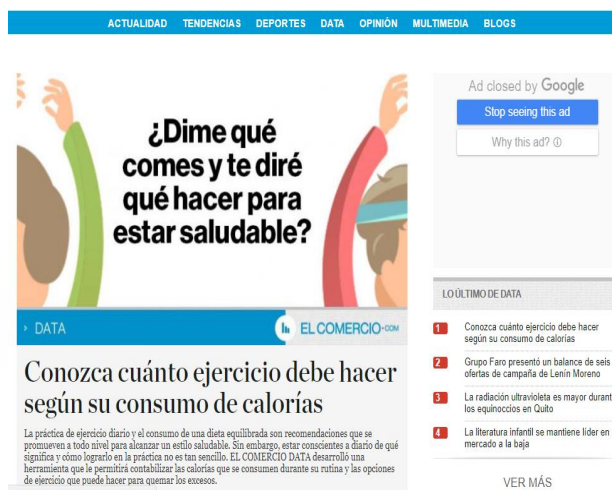 ACTUALIDAD TENDENCIAS DEPORTES DATA OPINIÓN MULTIMEDIA BLOGS
¿Dime qué
comes y te diré
qué hacer para
estar saludable?
DATA
EL COMERCIO.COM
Conozca cuánto ejercicio debe hacer
según su consumo de calorías
La práctica de ejercicio diario y el consumo de una dieta equilibrada son recomendaciones que se
promueven a todo nivel para alcanzar un estilo saludable. Sin embargo, estar conscientes a diario de qué
significa y cómo lograrlo en la práctica no es tan sencillo. EL COMERCIO DATA desarrolló una
herramienta que le permitirá contabilizar las calorías que se consumen durante su rutina y las opciones
de ejercicio que puede hacer para quemar los excesos.
Ad closed by Google
Stop seeing this ad
Why this ad?
LO ÚLTIMO DE DATA
1 Conozca cuánto ejercicio debe hacer
según su consumo de calorías
2 Grupo Faro presentó un balance de seis
ofertas de campaña de Lenín Moreno
3 La radiación ultravioleta es mayor durant
los equinoccios en Quito
4 La literatura infantil se mantiene líder en
mercado a la baja
VER MÁS